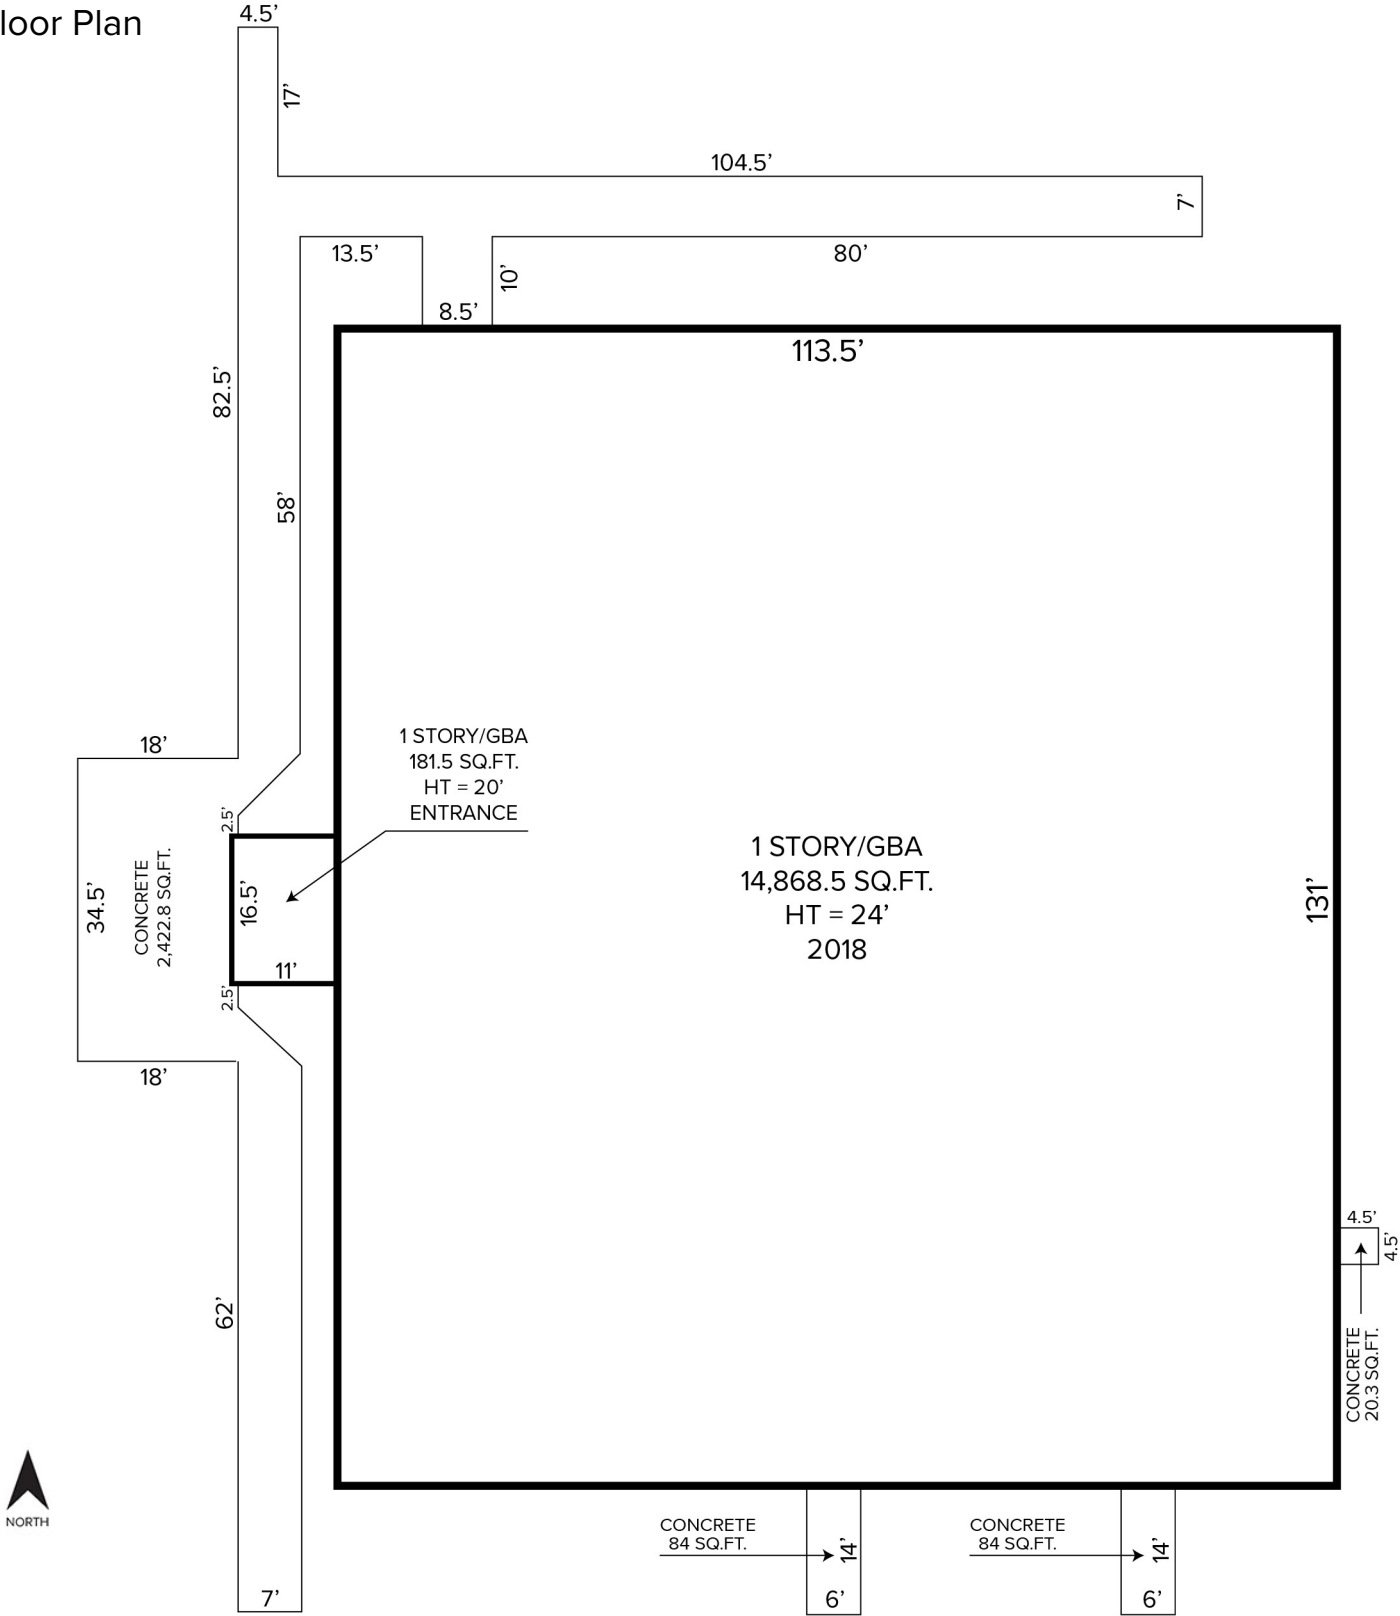 loor Plan
4.5’
17’
104.5’
7’
13.5’
80’
10’
8.5’
113.5’
82.5’
58’
18’
1 STORY/GBA
181.5 SQ.FT.
HT = 20’
ENTRANCE
2.5’
34.5’
CONCRETE
2,422.8 SQ.FT.
16.5’
11’
2.5’
18’
1 STORY/GBA
14,868.5 SQ.FT.
HT = 24’
2018
131’
4.5’
4.5’
CONCRETE
20.3 SQ.FT.
62’
NORTH
7’
CONCRETE
84 SQ.FT.
14’
6’
CONCRETE
84 SQ.FT.
14’
6’